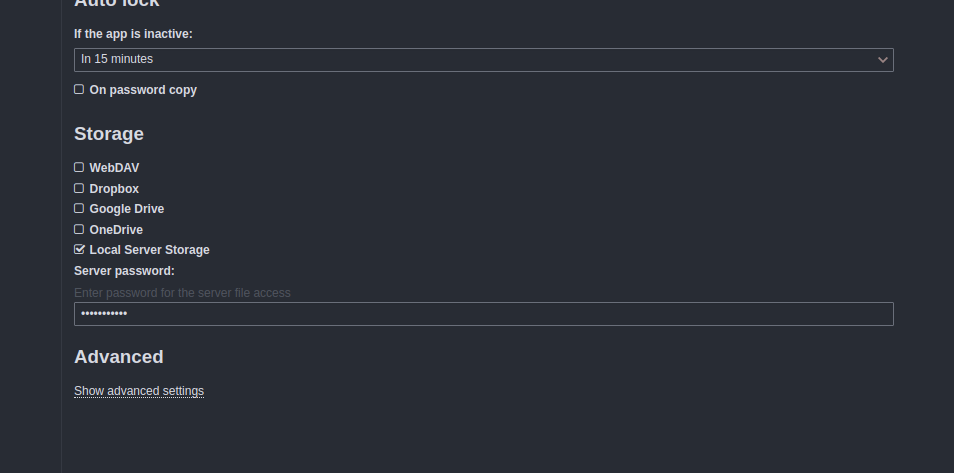 Auto lock
If the app is inactive:
In 15 minutes
On password copy
Storage
WebDAV
Dropbox
Google Drive
OneDrive
Local Server Storage
Server password:
Enter password for the server file access
•••••••••••
Advanced
Show advanced settings